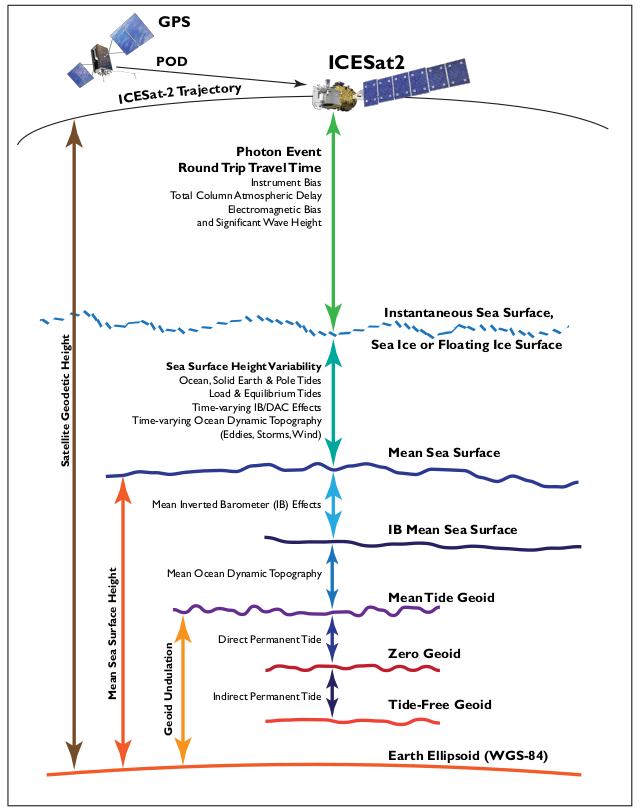 GPS
POD
ICESat2
ICESat-2 Trajectory
Photon Event
Round Trip Travel Time
Instrument Bias
Total Column Atmospheric Delay
Electromagnetic Bias
and Significant Wave Height
Instantaneous Sea Surface,
Sea Ice or Floating Ice Surface
Satellite Geodetic Height
Sea Surface Height Variability
Ocean, Solid Earth & Pole Tides
Load & Equilibrium Tides
Time-varying IB/DAC Effects
Time-varying Ocean Dynamic Topography
(Eddies, Storms, Wind)
Mean Sea Surface
Mean Inverted Barometer (IB) Effects
IB Mean Sea Surface
Mean Ocean Dynamic Topography
Mean Sea Surface Height
Mean Tide Geoid
Direct Permanent Tide
Geoid Undulation
Zero Geoid
Indirect Permanent Tide
Tide-Free Geoid
Earth Ellipsoid (WGS-84)